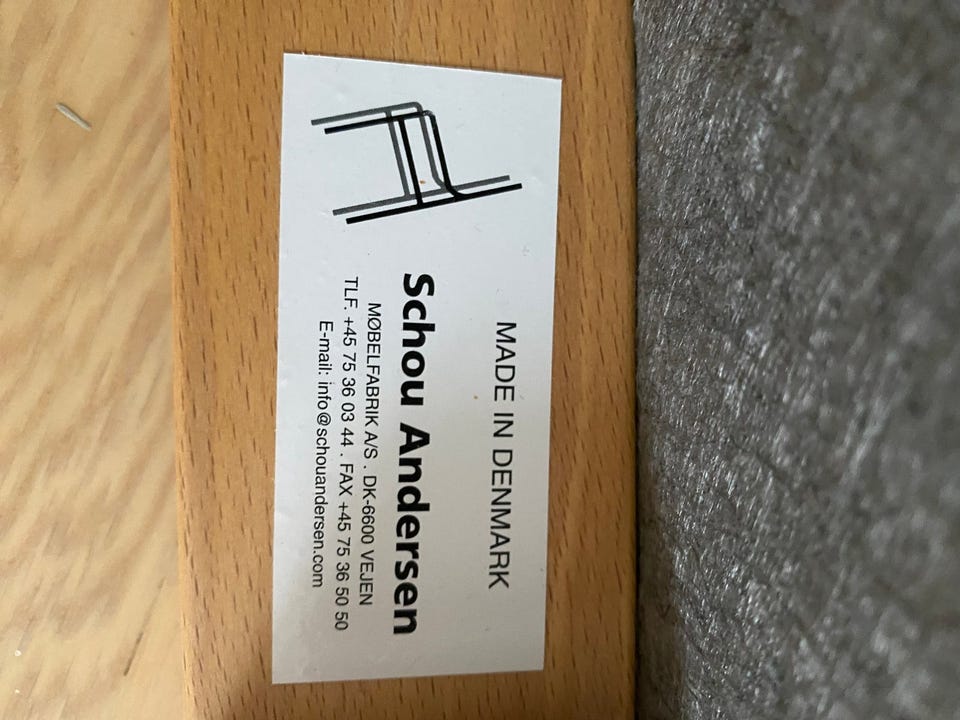 MADE IN DENMARK
Schou Andersen
MØBELFABRIK A/S . DK-6600 VEJEN
TLF. +45 75 36 03 44 . FAX +45 75 36 50 50
E-mail: info@schouandersen.com